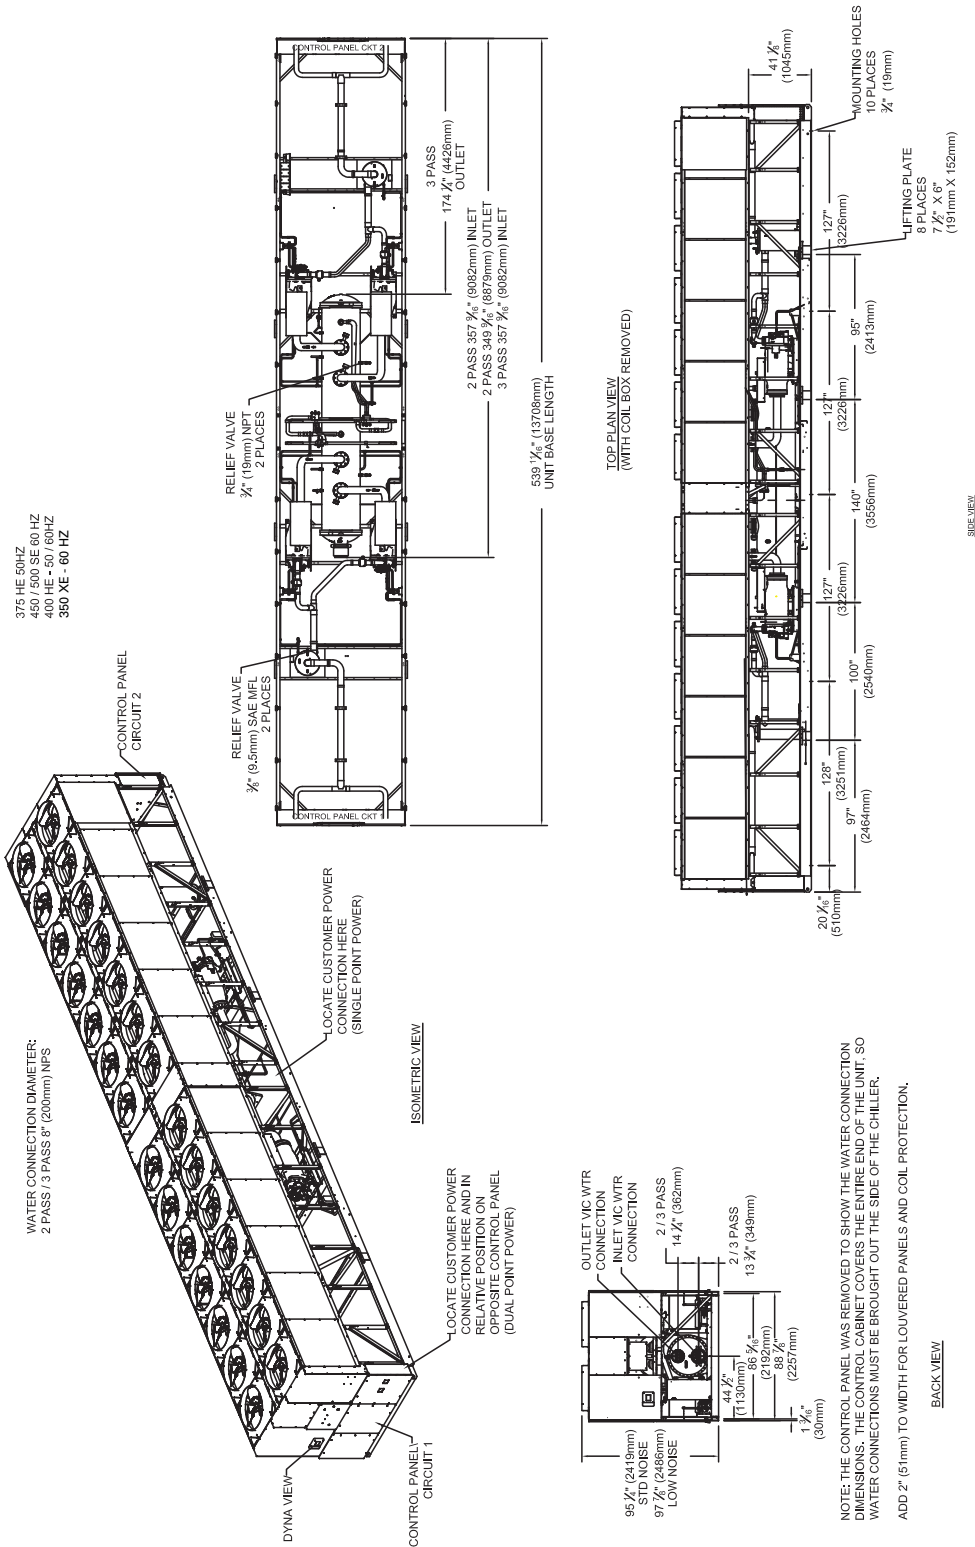 375 HE 50HZ
450 / 500 SE 60 HZ
400 HE - 50 / 60HZ
350 XE - 60 HZ
WATER CONNECTION DIAMETER:
2 PASS / 3 PASS 8" (200mm) NPS
CONTROL PANEL
CIRCUIT 2
LOCATE CUSTOMER POWER
CONNECTION HERE
(SINGLE POINT POWER)
LOCATE CUSTOMER POWER
CONNECTION HERE AND IN
RELATIVE POSITION ON
OPPOSITE CONTROL PANEL
(DUAL POINT POWER)
DYNA VIEW
CONTROL PANEL
CIRCUIT 1
ISOMETRIC VIEW
CONTROL PANEL CKT 1
CONTROL PANEL CKT 2
RELIEF VALVE
⅜" (9.5mm) SAE MFL
2 PLACES
RELIEF VALVE
¾" (19mm) NPT
2 PLACES
3 PASS
174 ¼" (4426mm)
OUTLET
2 PASS 357 9⁄16" (9082mm) INLET
2 PASS 349 9⁄16" (8879mm) OUTLET
3 PASS 357 9⁄16" (9082mm) INLET
539 11⁄16" (13708mm)
UNIT BASE LENGTH
TOP PLAN VIEW
(WITH COIL BOX REMOVED)
41 ⅛"
(1045mm)
MOUNTING HOLES
10 PLACES
¾" (19mm)
LIFTING PLATE
8 PLACES
7 ½" X 6"
(191mm X 152mm)
20 1⁄16"
(510mm)
128"
(3251mm)
127"
(3226mm)
127"
(3226mm)
127"
(3226mm)
97"
(2464mm)
100"
(2540mm)
140"
(3556mm)
95"
(2413mm)
SIDE VIEW
OUTLET VIC WTR
CONNECTION
INLET VIC WTR
CONNECTION
2 / 3 PASS
14 ¼" (362mm)
2 / 3 PASS
13 ¾" (349mm)
95 ¼" (2419mm)
STD NOISE
97 ⅞" (2486mm)
LOW NOISE
44 ½"
(1130mm)
86 5⁄16"
(2192mm)
88 ⅞"
(2257mm)
1 3⁄16"
(30mm)
NOTE: THE CONTROL PANEL WAS REMOVED TO SHOW THE WATER CONNECTION
DIMENSIONS. THE CONTROL CABINET COVERS THE ENTIRE END OF THE UNIT, SO
WATER CONNECTIONS MUST BE BROUGHT OUT THE SIDE OF THE CHILLER.
ADD 2" (51mm) TO WIDTH FOR LOUVERED PANELS AND COIL PROTECTION.
BACK VIEW